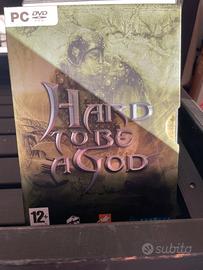 PC DVD
HARD
TO BE
A GOD
12+
subito